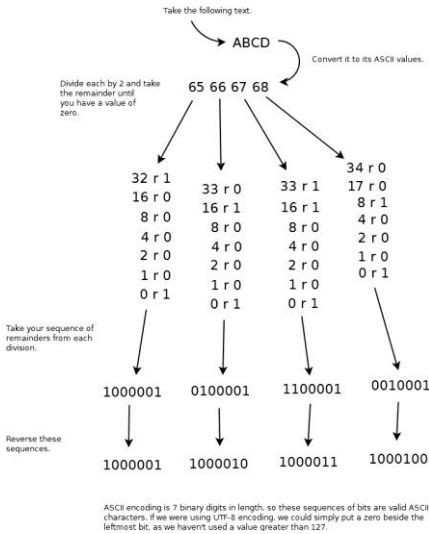 Take the following text.
ABCD
Convert it to its ASCII values.
Divide each by 2 and take
the remainder until
you have a value of
zero.
65 66 67 68
32 r 1
16 r 0
8 r 0
4 r 0
2 r 0
1 r 0
0 r 1
33 r 0
16 r 1
8 r 0
4 r 0
2 r 0
1 r 0
0 r 1
33 r 1
16 r 1
8 r 0
4 r 0
2 r 0
1 r 0
0 r 1
34 r 0
17 r 0
8 r 1
4 r 0
2 r 0
1 r 0
0 r 1
Take your sequence of
remainders from each
division.
1000001
0100001
1100001
0010001
Reverse these
sequences.
1000001
1000010
1000011
1000100
ASCII encoding is 7 binary digits in length, so these sequences of bits are valid ASCII
characters. If we were using UTF-8 encoding, we could simply put a zero beside the
leftmost bit, as we haven't used a value greater than 127.